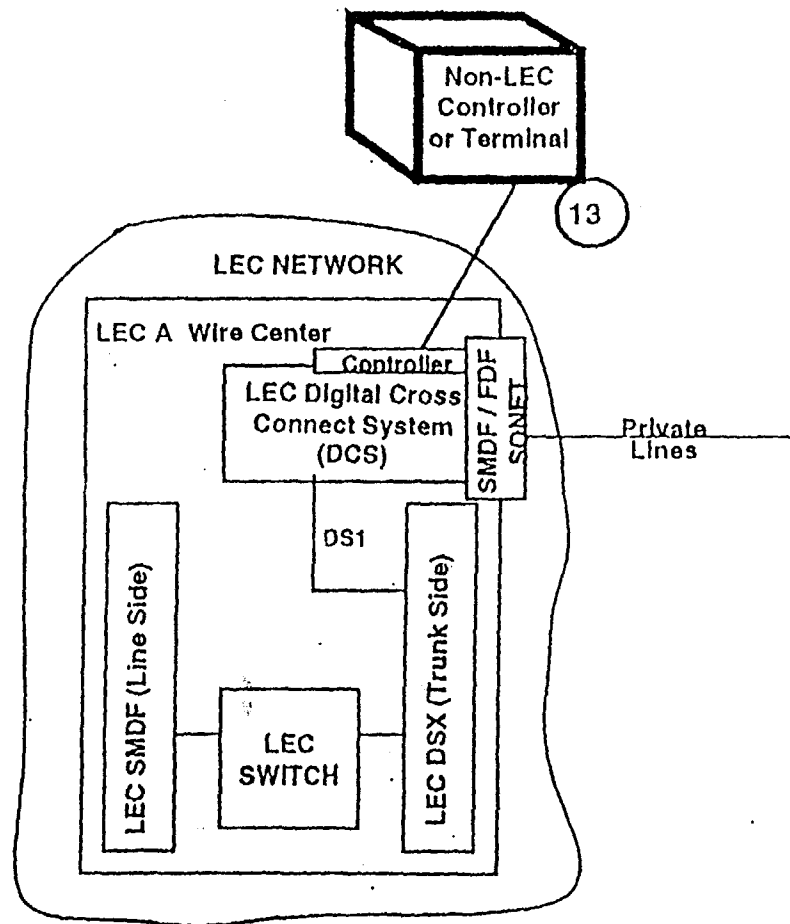 Non-LEC
Controller
or Terminal
13
LEC NETWORK
LEC A Wire Center
Controller
LEC Digital Cross
Connect System
(DCS)
SMDF / FDF
SONET
Private
Lines
DS1
LEC SMDF (Line Side)
LEC SWITCH
LEC DSX (Trunk Side)